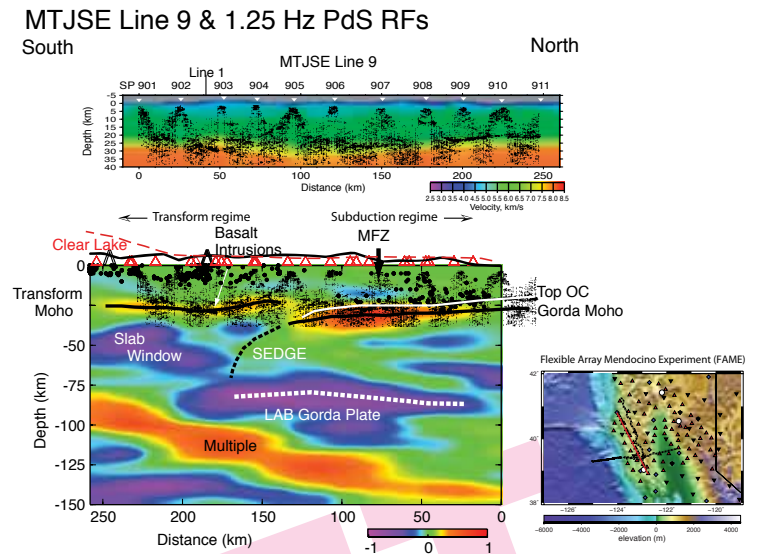 MTJSE Line 9 & 1.25 Hz PdS RFs
South
North
MTJSE Line 9
Line 1
SP 901 902 903 904 905 906 907 908 909 910 911
Depth (km)
-5
0
5
10
15
20
25
30
35
40
0 50 100 150 200 250
Distance (km)
2.5 3.0 3.5 4.0 4.5 5.0 5.5 6.0 6.5 7.0 7.5 8.0 8.5
Velocity, km/s
← Transform regime
Subduction regime →
Clear Lake
Basalt
Intrusions
MFZ
Transform
Moho
Top OC
Gorda Moho
Slab
Window
SEDGE
LAB Gorda Plate
Multiple
Depth (km)
0
-50
-75
-100
-125
-150
250 200 150 100 50 0
Distance (km)
-1 0 1
Flexible Array Mendocino Experiment (FAME)
42°
40°
38°
-126° -124° -122° -120°
-6000 -4000 -2000 0 2000 4000
elevation (m)